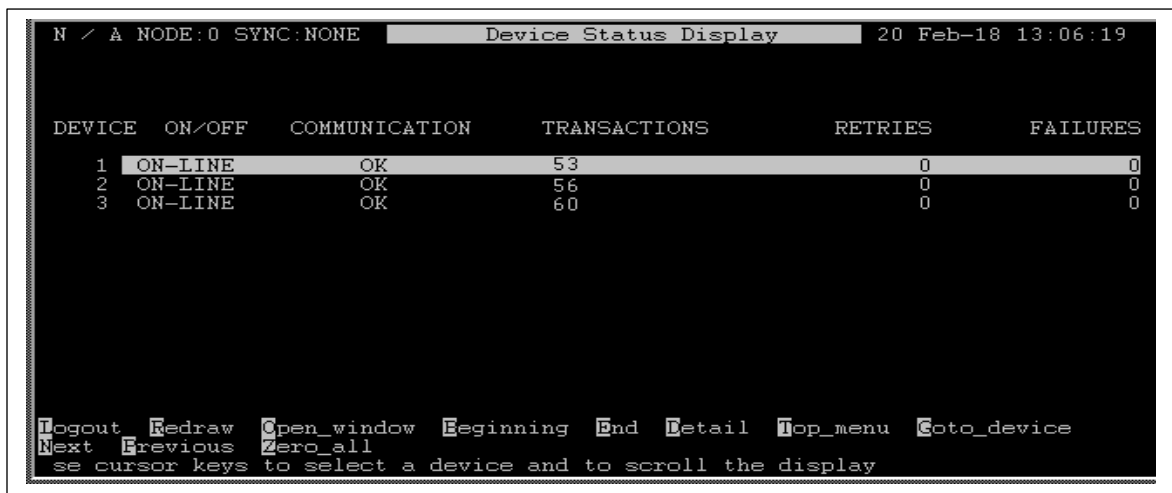 N / A NODE:0 SYNC:NONE Device Status Display 20 Feb-18 13:06:19
DEVICE ON/OFF COMMUNICATION TRANSACTIONS RETRIES FAILURES
1 ON-LINE OK 53 0 0
2 ON-LINE OK 56 0 0
3 ON-LINE OK 60 0 0
Logout Redraw Open_window Beginning End Detail Top_menu Goto_device
Next Previous Zero_all
se cursor keys to select a device and to scroll the display